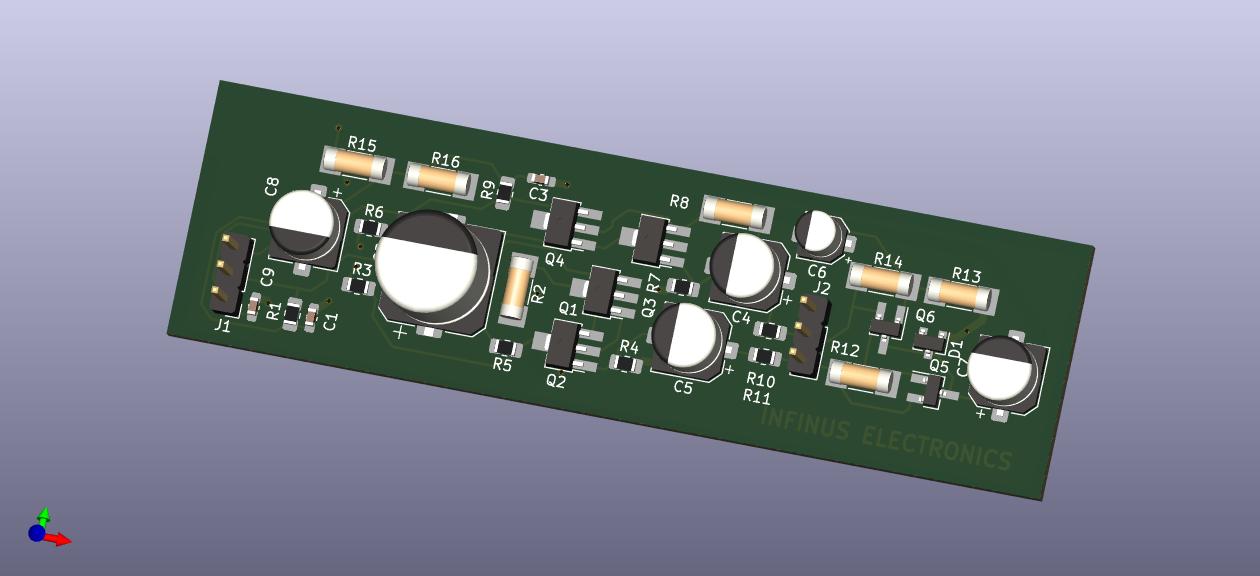 R15
R16
C8
R9
C3
R8
R6
Q4
C6
R14
R13
C9
R3
R2
Q1
Q3
R7
J2
C4
Q6
J1
R1
C1
R5
Q2
R4
C5
R10
R11
R12
Q5
D1
C7
INFINUS ELECTRONICS